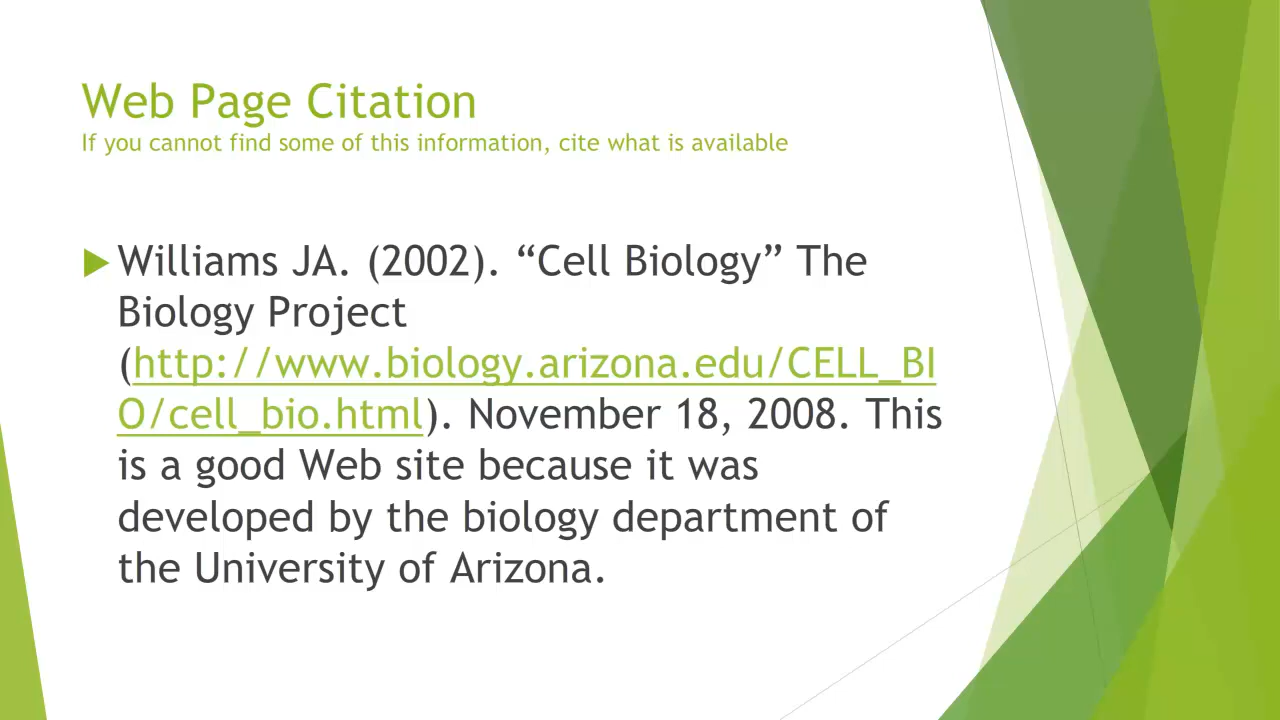 Web Page Citation
If you cannot find some of this information, cite what is available
Williams JA. (2002). “Cell Biology” The
Biology Project
(http://www.biology.arizona.edu/CELL_BI
O/cell_bio.html). November 18, 2008. This
is a good Web site because it was
developed by the biology department of
the University of Arizona.